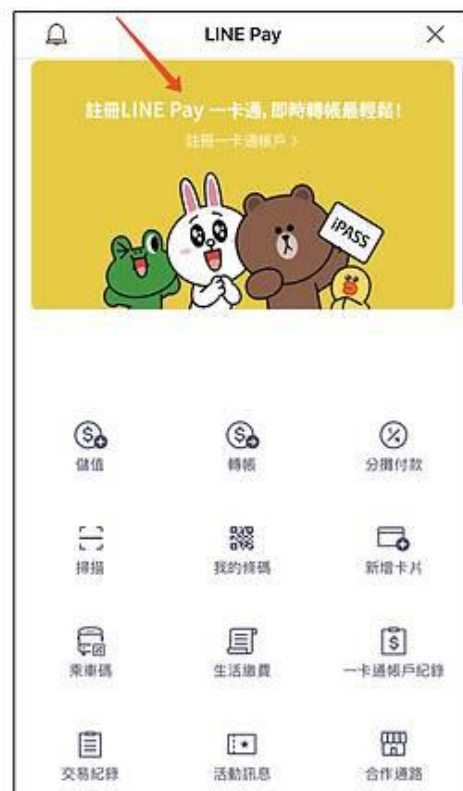 LINE Pay
註冊LINE Pay 一卡通，即時轉帳最輕鬆！
註冊一卡通帳戶 >
iPASS
儲值
轉帳
分攤付款
掃描
我的條碼
新增卡片
乘車碼
生活繳費
一卡通帳戶紀錄
交易紀錄
活動訊息
合作通路